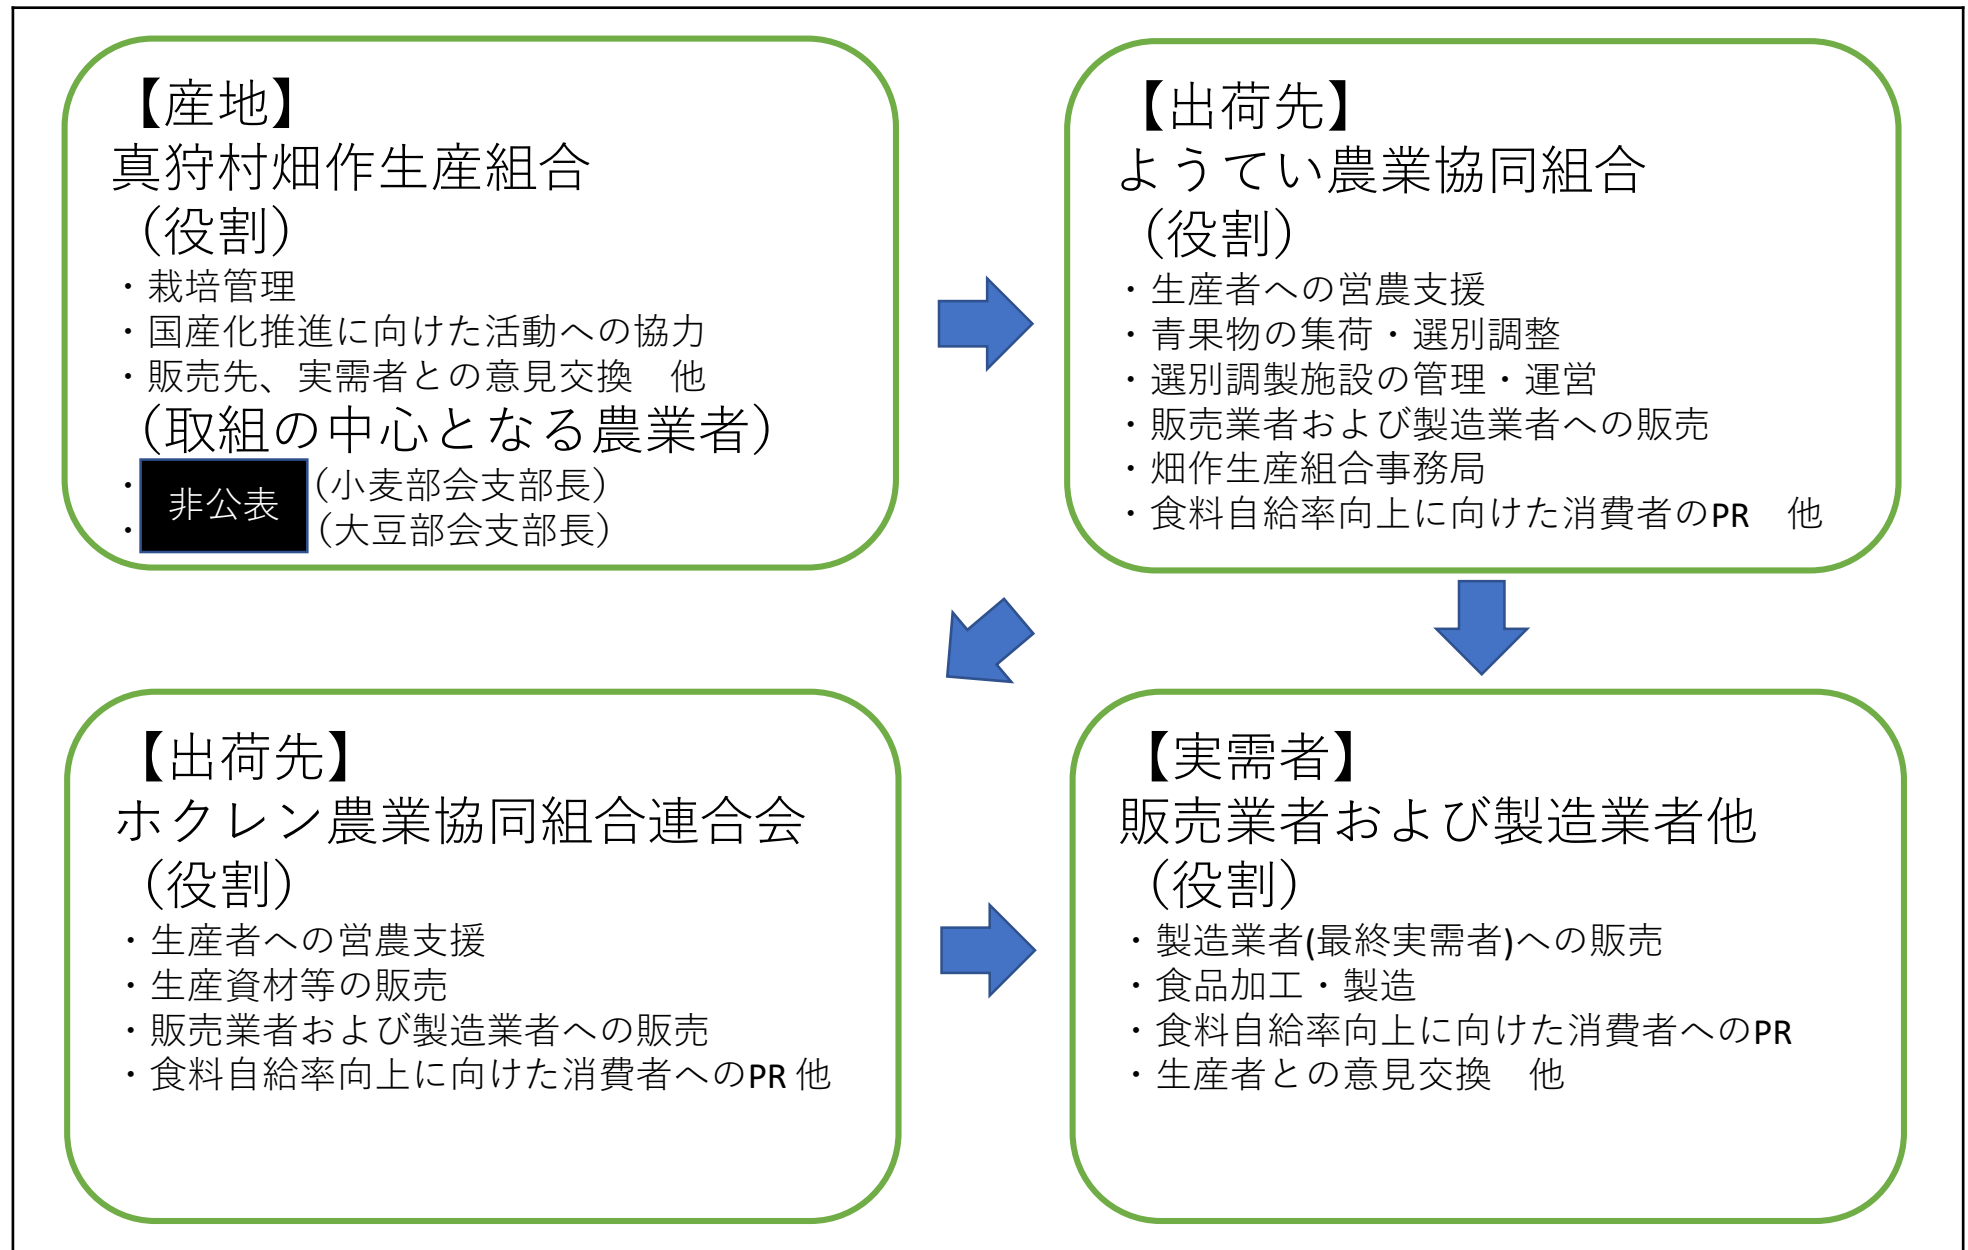 【産地】
真狩村畑作生産組合
（役割）
・栽培管理
・国産化推進に向けた活動への協力
・販売先、実需者との意見交換　他
（取組の中心となる農業者）
・非公表（小麦部会支部長）
・（大豆部会支部長）
【出荷先】
ようてい農業協同組合
（役割）
・生産者への営農支援
・青果物の集荷・選別調整
・選別調製施設の管理・運営
・販売業者および製造業者への販売
・畑作生産組合事務局
・食料自給率向上に向けた消費者のPR　他
【出荷先】
ホクレン農業協同組合連合会
（役割）
・生産者への営農支援
・生産資材等の販売
・販売業者および製造業者への販売
・食料自給率向上に向けた消費者へのPR 他
【実需者】
販売業者および製造業者他
（役割）
・製造業者(最終実需者)への販売
・食品加工・製造
・食料自給率向上に向けた消費者へのPR
・生産者との意見交換　他